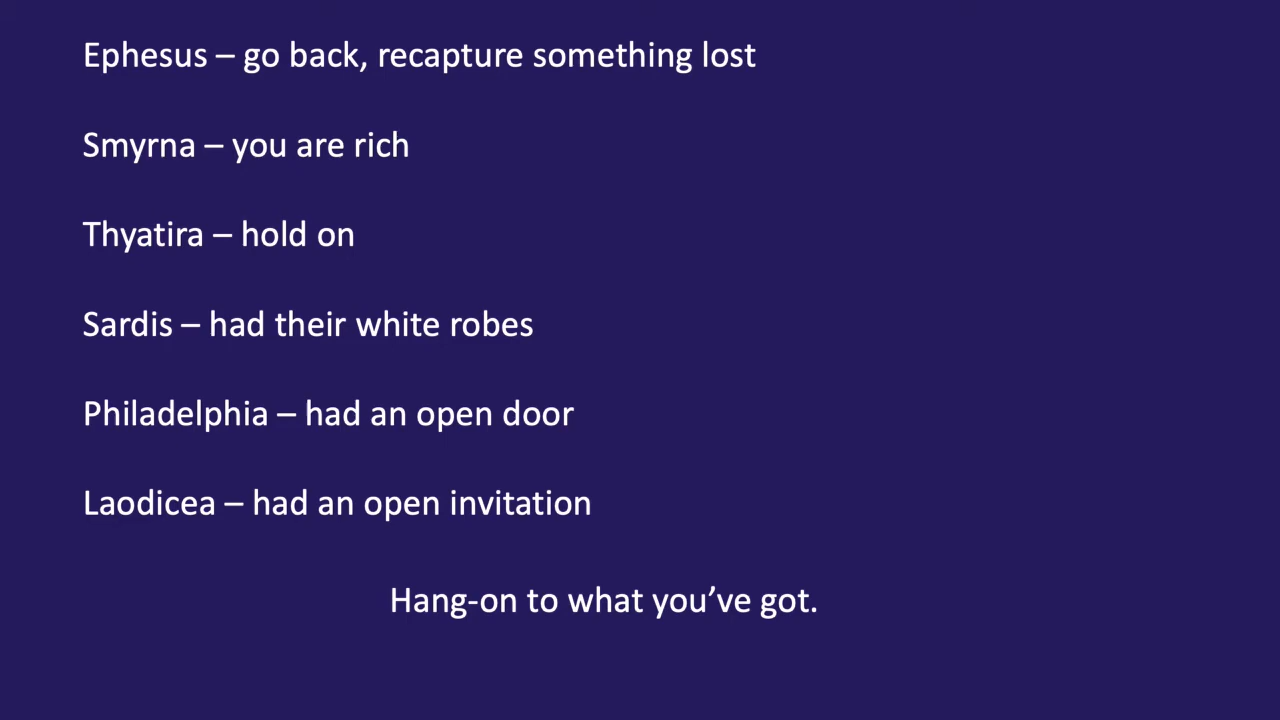 Ephesus – go back, recapture something lost
Smyrna – you are rich
Thyatira – hold on
Sardis – had their white robes
Philadelphia – had an open door
Laodicea – had an open invitation
Hang-on to what you’ve got.